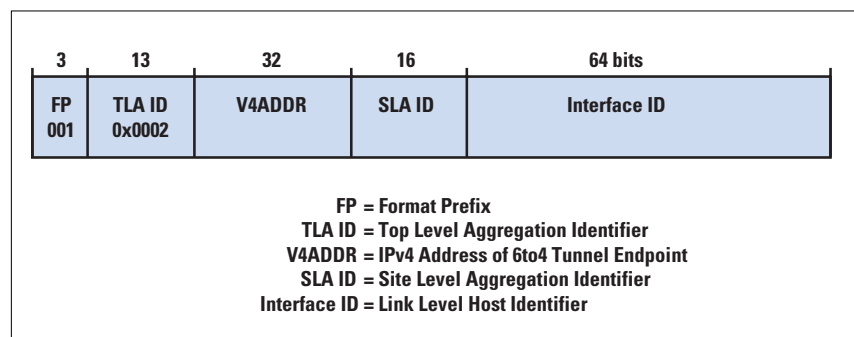 3 13 32 16 64 bits
FP TLA ID V4ADDR SLA ID Interface ID
001 0x0002
FP = Format Prefix
TLA ID = Top Level Aggregation Identifier
V4ADDR = IPv4 Address of 6to4 Tunnel Endpoint
SLA ID = Site Level Aggregation Identifier
Interface ID = Link Level Host Identifier